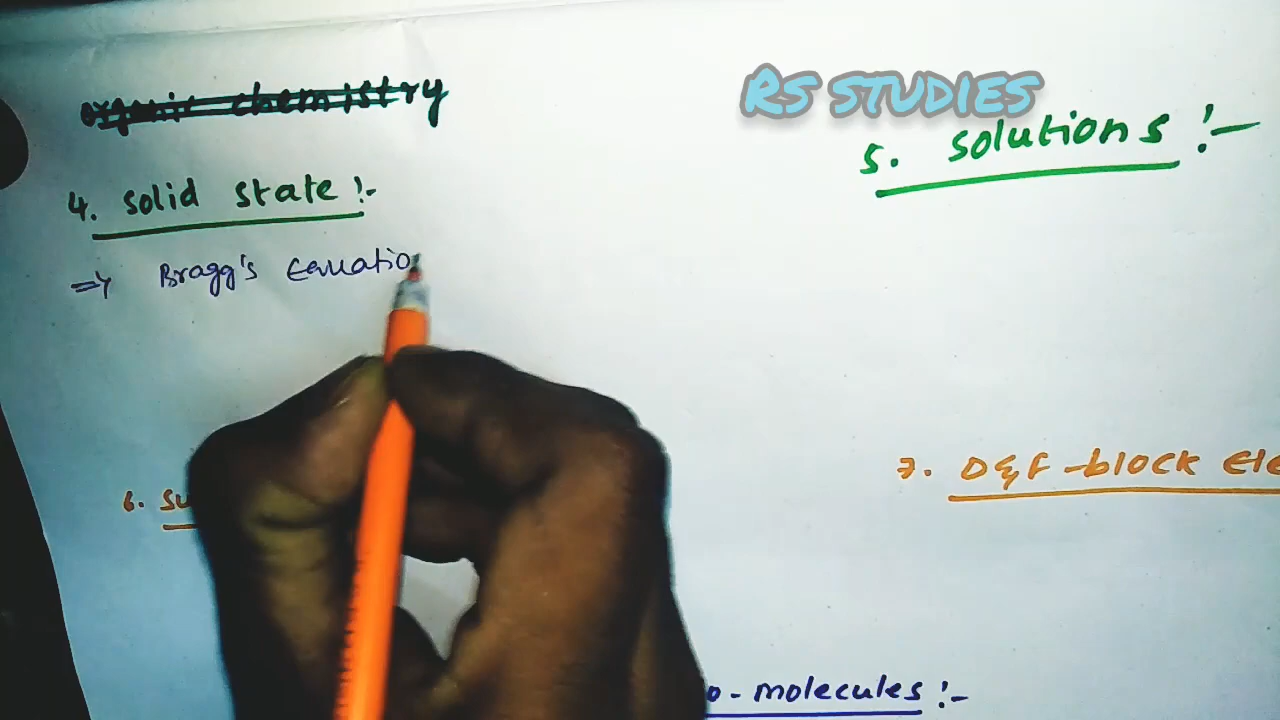 organic chemistry
RS STUDIES
5. solutions :-
4. solid state :-
=> Bragg's Equatio
7. D & F -block Ele
6. Su
o-molecules :-